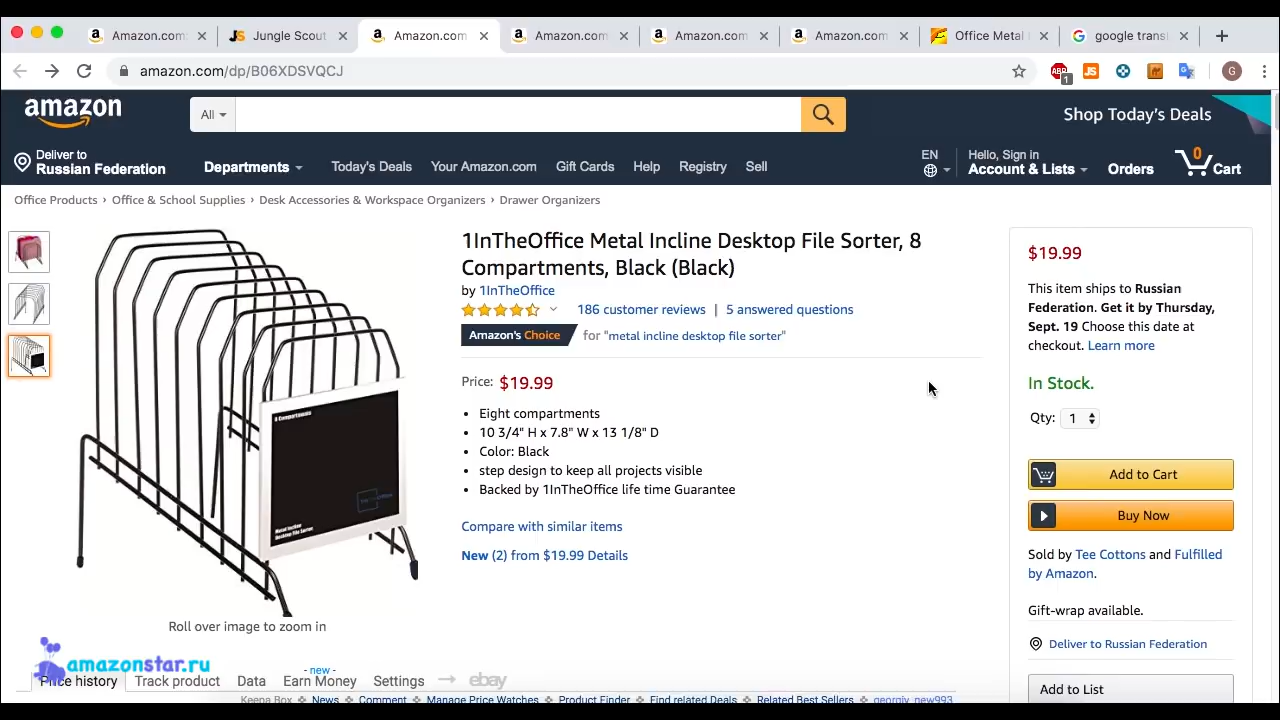 Amazon.com
Jungle Scout
Amazon.com
Amazon.com
Amazon.com
Amazon.com
Office Metal I
google trans
amazon.com/dp/B06XDSVQCJ
ABP
1
JS
G
amazon
All
Shop Today's Deals
Deliver to
Russian Federation
Departments
Today's Deals
Your Amazon.com
Gift Cards
Help
Registry
Sell
EN
Hello, Sign in
Account & Lists
Orders
0
Cart
Office Products › Office & School Supplies › Desk Accessories & Workspace Organizers › Drawer Organizers
1InTheOffice Metal Incline Desktop File Sorter, 8
Compartments, Black (Black)
by 1InTheOffice
186 customer reviews | 5 answered questions
Amazon's Choice for "metal incline desktop file sorter"
Price: $19.99
• Eight compartments
• 10 3/4" H x 7.8" W x 13 1/8" D
• Color: Black
• step design to keep all projects visible
• Backed by 1InTheOffice life time Guarantee
Compare with similar items
New (2) from $19.99 Details
8 Compartments
Metal Incline
Desktop File Sorter
Roll over image to zoom in
$19.99
This item ships to Russian
Federation. Get it by Thursday,
Sept. 19 Choose this date at
checkout. Learn more
In Stock.
Qty: 1
Add to Cart
Buy Now
Sold by Tee Cottons and Fulfilled
by Amazon.
Gift-wrap available.
Deliver to Russian Federation
Add to List
amazonstar.ru
- new -
Price history
Track product
Data
Earn Money
Settings
ebay
Keepa Box › News › Comment › Manage Price Watches › Product Finder › Find related Deals › Related Best Sellers › georgiy_new993